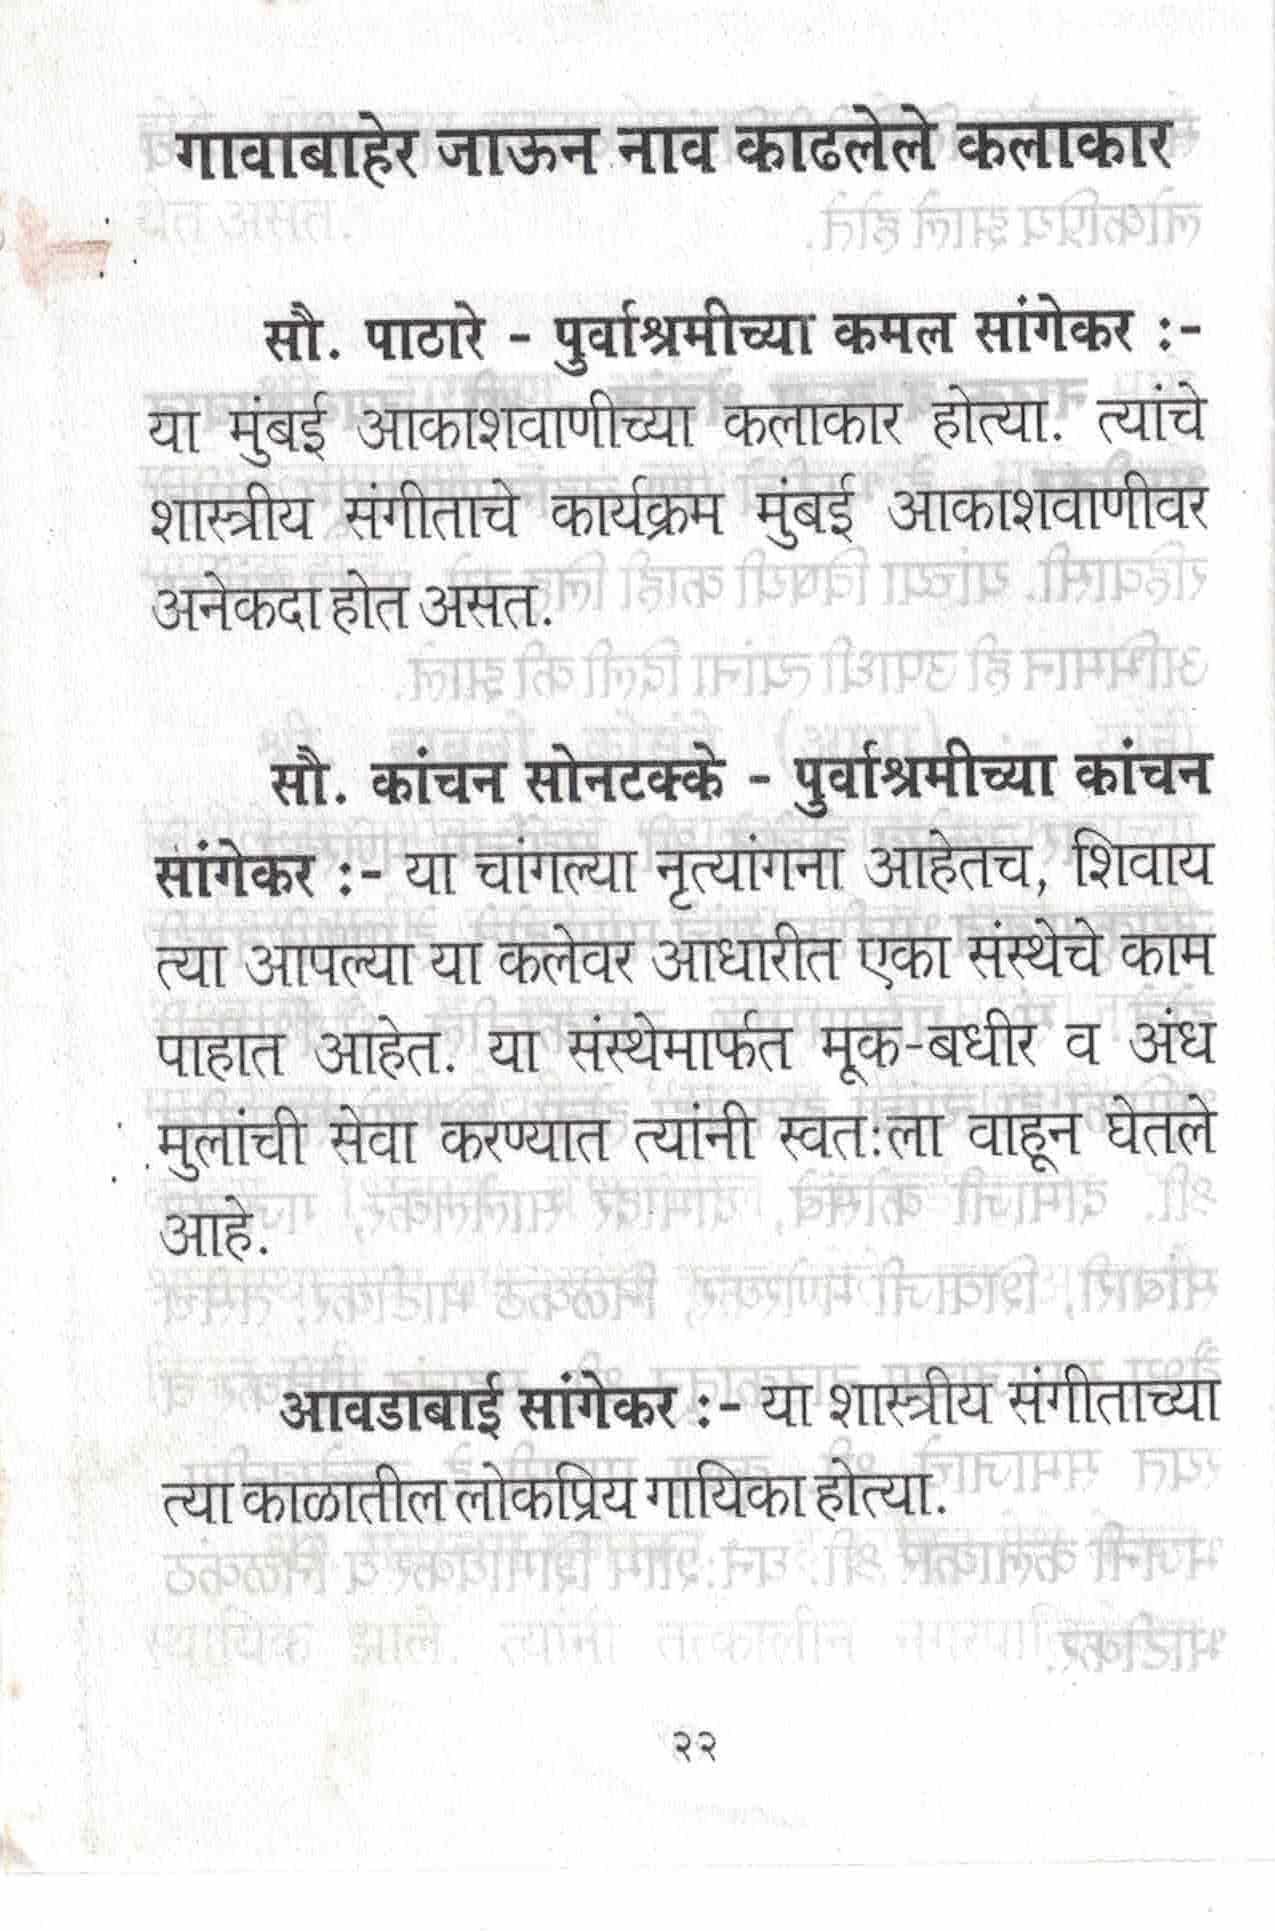 गावाबाहेर जाऊन नाव काढलेले कलाकार
सौ. पाठारे - पुर्वाश्रमीच्या कमल सांगेकर :-
या मुंबई आकाशवाणीच्या कलाकार होत्या. त्यांचे
शास्त्रीय संगीताचे कार्यक्रम मुंबई आकाशवाणीवर
अनेकदा होत असत.
सौ. कांचन सोनटक्के - पुर्वाश्रमीच्या कांचन
सांगेकर :- या चांगल्या नृत्यांगना आहेतच, शिवाय
त्या आपल्या या कलेवर आधारीत एका संस्थेचे काम
पाहात आहेत. या संस्थेमार्फत मूक-बधीर व अंध
मुलांची सेवा करण्यात त्यांनी स्वतःला वाहून घेतले
आहे.
आवडाबाई सांगेकर :- या शास्त्रीय संगीताच्या
त्या काळातील लोकप्रिय गायिका होत्या.
२२